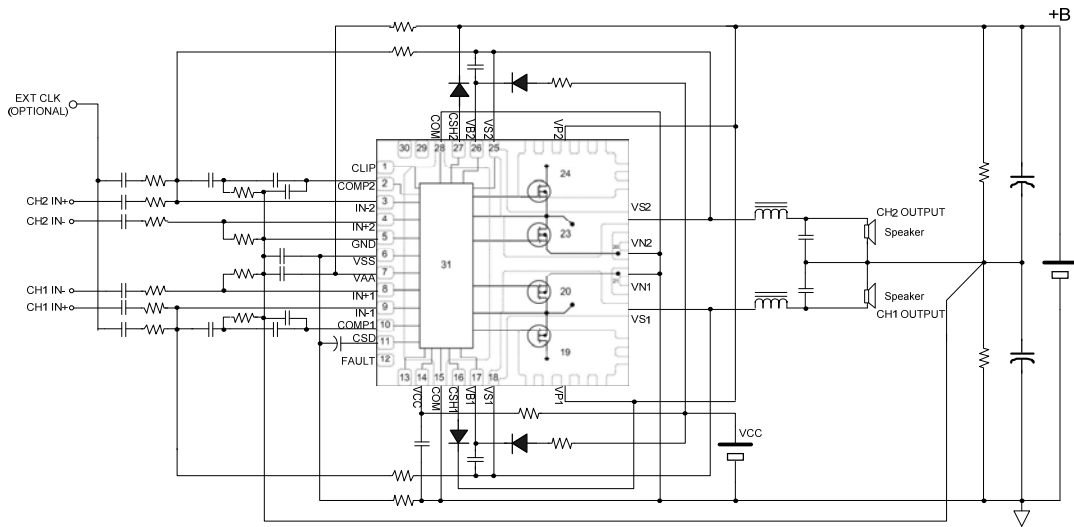 +B
EXT CLK
(OPTIONAL)
COM
CSH2
VB2
VS2
VP2
30
29
28
27
26
25
CLIP
1
COMP2
2
24
CH2 IN+
3
IN-2
CH2 IN-
4
IN+2
VS2
CH2 OUTPUT
Speaker
5
GND
23
VN2
6
VSS
31
7
VAA
CH1 IN-
8
IN+1
20
VN1
CH1 IN+
9
IN-1
VS1
Speaker
CH1 OUTPUT
10
COMP1
11
CSD
12
FAULT
19
13
14
15
16
17
18
VCC
COM
CSH1
VB1
VS1
VP1
VCC